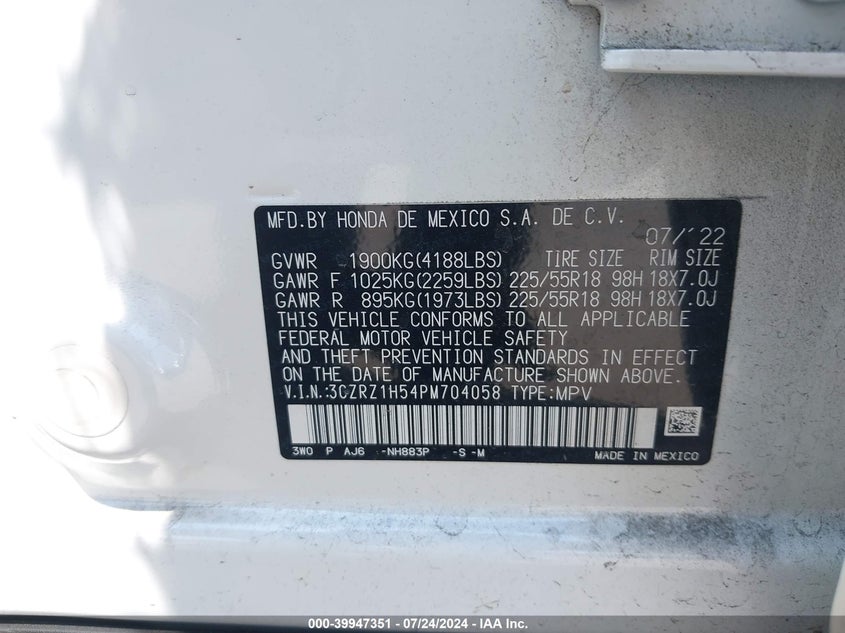 MFD.BY HONDA DE MEXICO S.A. DE C.V.
07/'22
GVWR 1900KG(4188LBS) TIRE SIZE RIM SIZE
GAWR F 1025KG(2259LBS) 225/55R18 98H 18X7.0J
GAWR R 895KG(1973LBS) 225/55R18 98H 18X7.0J
THIS VEHICLE CONFORMS TO ALL APPLICABLE
FEDERAL MOTOR VEHICLE SAFETY
AND THEFT PREVENTION STANDARDS IN EFFECT
ON THE DATE OF MANUFACTURE SHOWN ABOVE.
V.I.N.:3CZRZ1H54PM704058 TYPE:MPV
3W0 P AJ6 -NH883P -S -M MADE IN MEXICO
000-39947351 | 07/24/2024 | IAA Holdings, LLC.